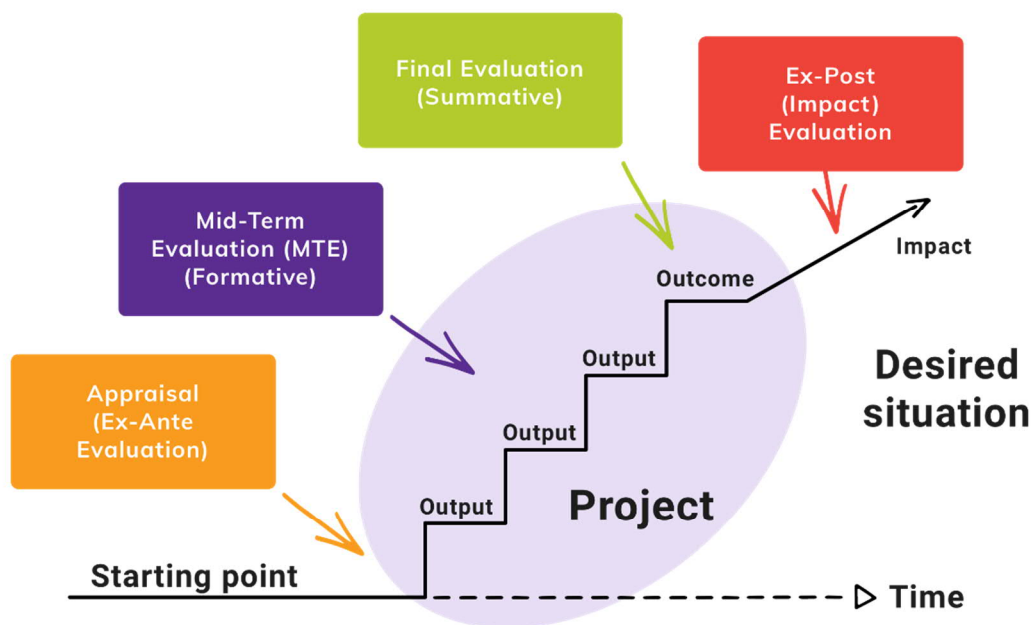 Final Evaluation
(Summative)
Ex-Post
(Impact)
Evaluation
Mid-Term
Evaluation (MTE)
(Formative)
Impact
Outcome
Output
Desired
situation
Appraisal
(Ex-Ante
Evaluation)
Output
Output
Project
Starting point
Time